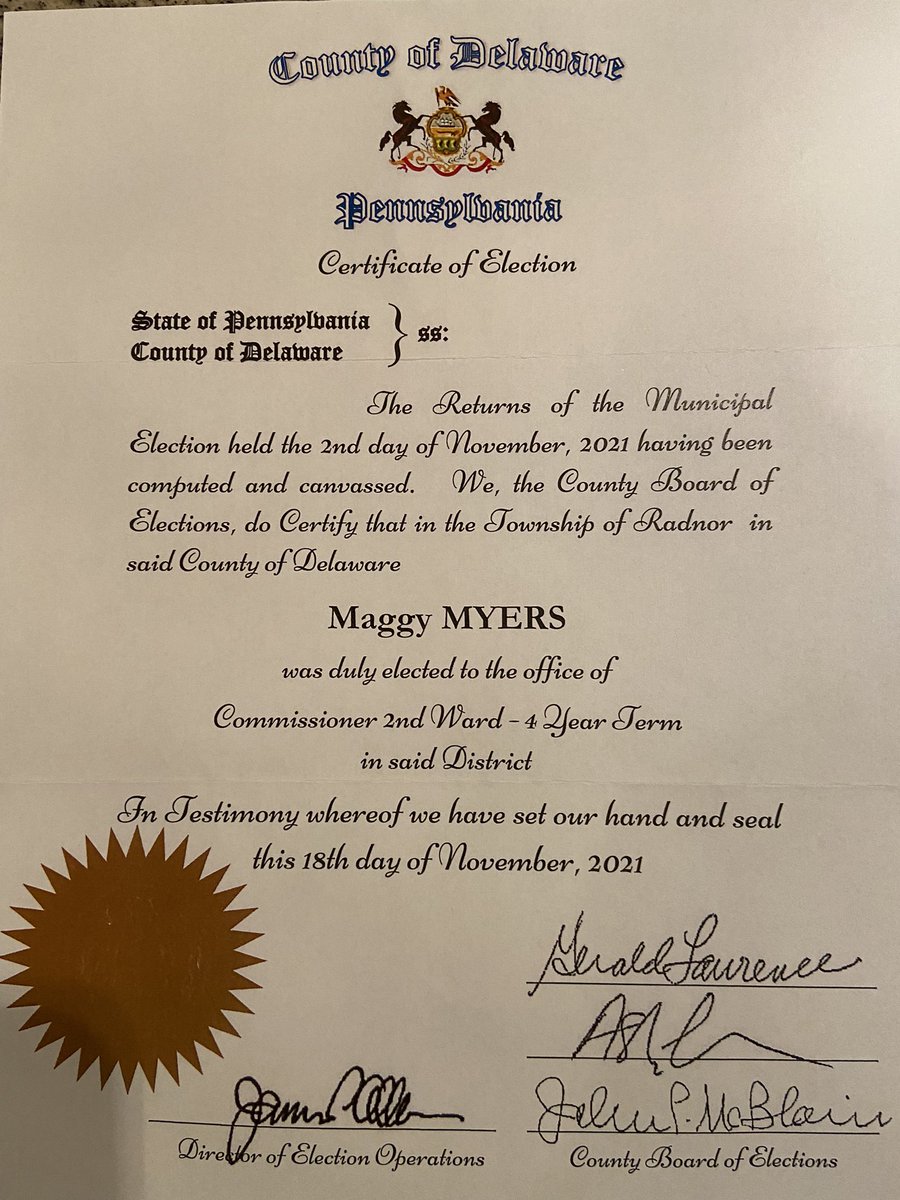 County of Delaware
Pennsylvania
Certificate of Election
State of Pennsylvania
County of Delaware
ss:
The Returns of the Municipal
Election held the 2nd day of November, 2021 having been
computed and canvassed. We, the County Board of
Elections, do Certify that in the Township of Radnor in
said County of Delaware
Maggy MYERS
was duly elected to the office of
Commissioner 2nd Ward - 4 Year Term
in said District
In Testimony whereof we have set our hand and seal
this 18th day of November, 2021
Gerald Lawrence
John P. McBlain
Director of Election Operations
County Board of Elections